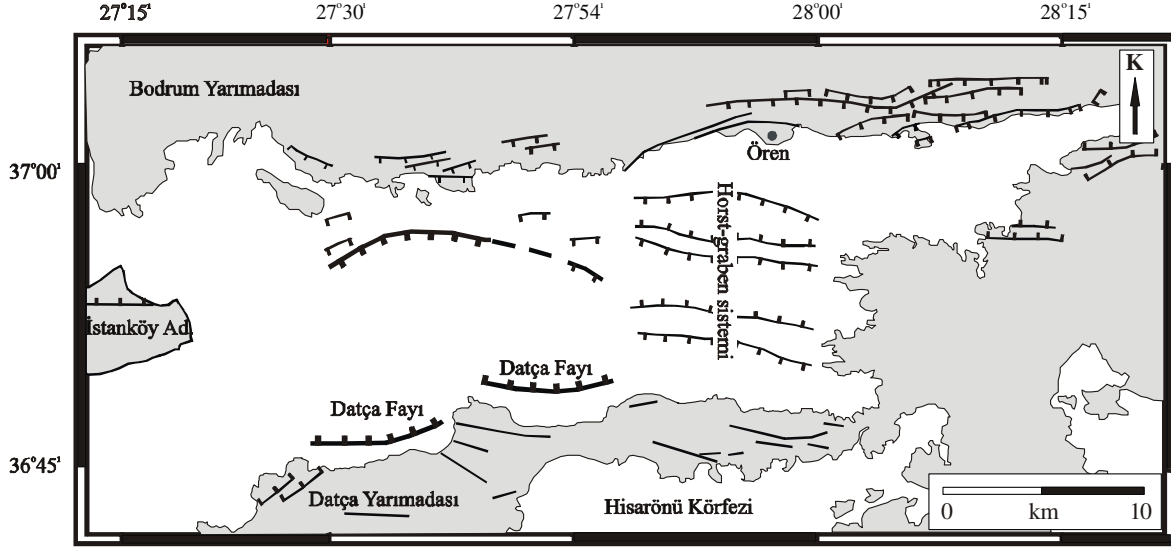 27°15' 27°30' 27°54' 28°00' 28°15'
Bodrum Yarımadası
K
Ören
37°00'
Horst-graben sistemi
İstanköy Ad.
Datça Fayı
Datça Fayı
36°45'
Datça Yarımadası
Hisarönü Körfezi
0 km 10